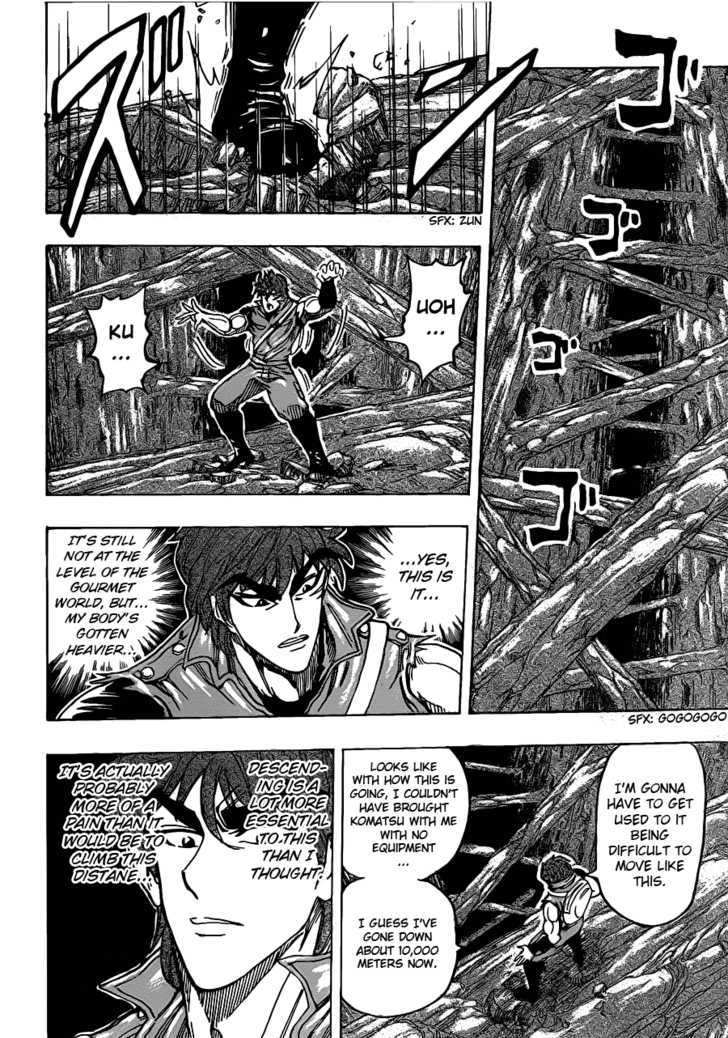 ゴ
ゴ
ゴ
ゴ
SFX: GOGOGOGO
ズン
SFX: ZUN
UOH
...
KU
...
...YES,
THIS IS
IT...
IT'S STILL
NOT AT THE
LEVEL OF THE
GOURMET
WORLD, BUT...
MY BODY'S
GOTTEN
HEAVIER...
I'M GONNA
HAVE TO GET
USED TO IT
BEING
DIFFICULT TO
MOVE LIKE
THIS.
LOOKS LIKE
WITH HOW THIS IS
GOING, I COULDN'T
HAVE BROUGHT
KOMATSU WITH ME
WITH NO
EQUIPMENT
...
I GUESS I'VE
GONE DOWN
ABOUT 10,000
METERS NOW.
DESCEND-
ING IS A
LOT MORE
ESSENTIAL
TO THIS
THAN I
THOUGHT.
IT'S ACTUALLY
PROBABLY
MORE OF A
PAIN THAN IT
WOULD BE TO
CLIMB THIS
DISTANE...